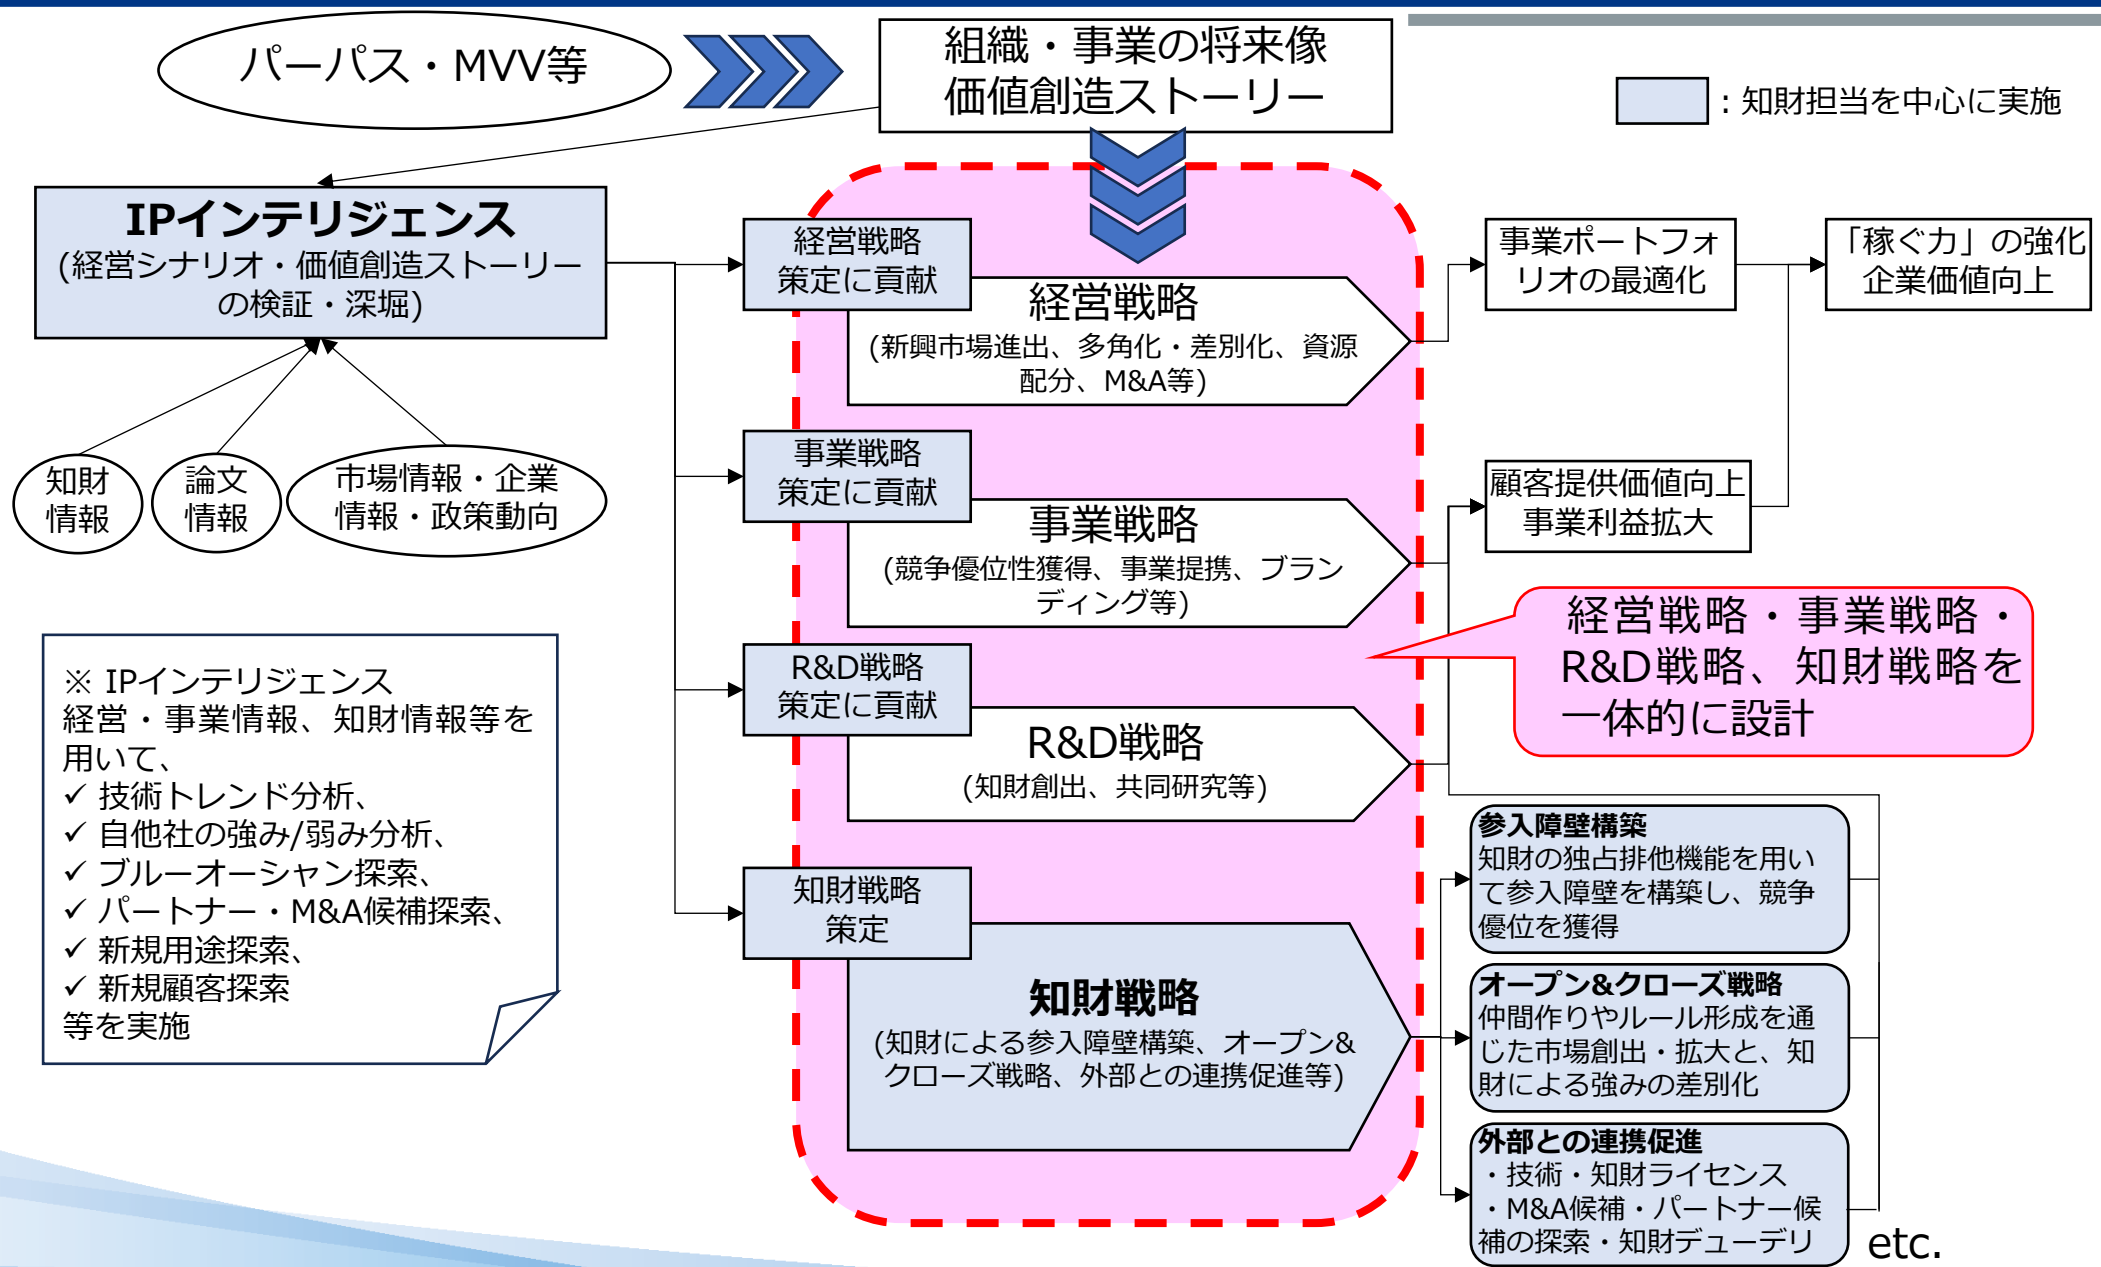 パーパス・MVV等
組織・事業の将来像
価値創造ストーリー
：知財担当を中心に実施
IPインテリジェンス
(経営シナリオ・価値創造ストーリー
の検証・深堀)
知財
情報
論文
情報
市場情報・企業
情報・政策動向
※ IPインテリジェンス
経営・事業情報、知財情報等を
用いて、
✓ 技術トレンド分析、
✓ 自他社の強み/弱み分析、
✓ ブルーオーシャン探索、
✓ パートナー・M&A候補探索、
✓ 新規用途探索、
✓ 新規顧客探索
等を実施
経営戦略
策定に貢献
経営戦略
(新興市場進出、多角化・差別化、資源
配分、M&A等)
事業戦略
策定に貢献
事業戦略
(競争優位性獲得、事業提携、ブラン
ディング等)
R&D戦略
策定に貢献
R&D戦略
(知財創出、共同研究等)
知財戦略
策定
知財戦略
(知財による参入障壁構築、オープン&
クローズ戦略、外部との連携促進等)
事業ポートフォ
リオの最適化
「稼ぐ力」の強化
企業価値向上
顧客提供価値向上
事業利益拡大
経営戦略・事業戦略・
R&D戦略、知財戦略を
一体的に設計
参入障壁構築
知財の独占排他機能を用い
て参入障壁を構築し、競争
優位を獲得
オープン&クローズ戦略
仲間作りやルール形成を通
じた市場創出・拡大と、知
財による強みの差別化
外部との連携促進
・技術・知財ライセンス
・M&A候補・パートナー候
補の探索・知財デューデリ
etc.